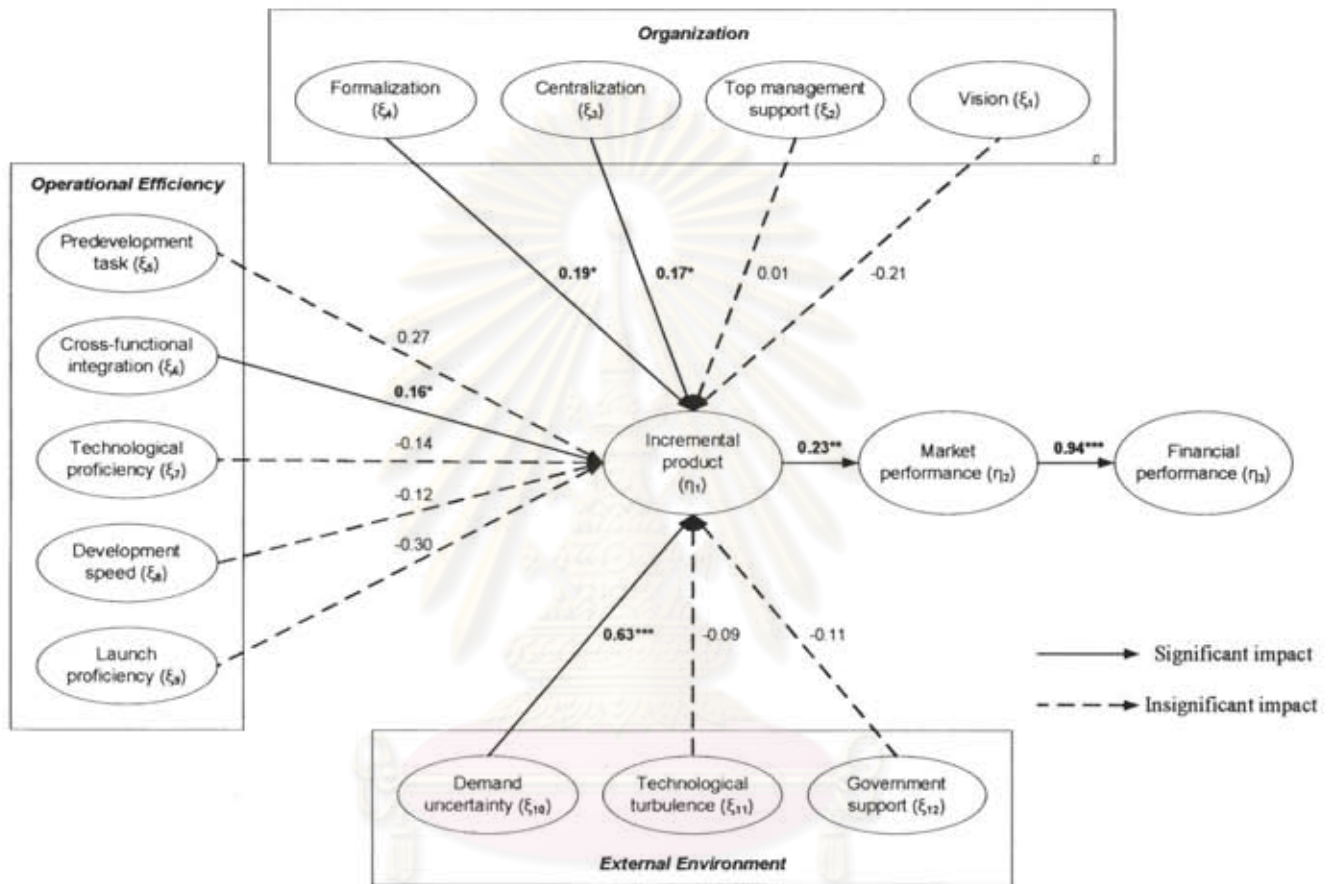 Organization
Formalization
(ξ4)
Centralization
(ξ3)
Top management
support (ξ2)
Vision (ξ1)
Operational Efficiency
Predevelopment
task (ξ5)
Cross-functional
integration (ξ6)
Technological
proficiency (ξ7)
Development
speed (ξ8)
Launch
proficiency (ξ9)
0.19*
0.17*
0.01
-0.21
0.27
0.16*
-0.14
-0.12
-0.30
Incremental
product
(η1)
0.23**
Market
performance (η2)
0.94***
Financial
performance (η3)
0.63***
-0.09
-0.11
Significant impact
Insignificant impact
Demand
uncertainty (ξ10)
Technological
turbulence (ξ11)
Government
support (ξ12)
External Environment